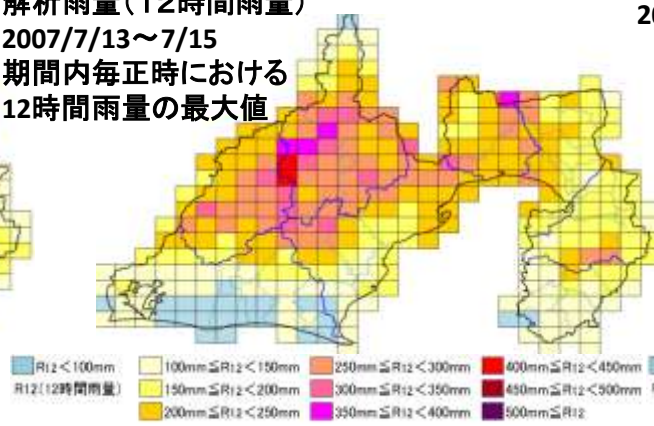 解析雨量(12時間雨量)
2007/7/13～7/15
期間内毎正時における
12時間雨量の最大値
R12＜100mm
100mm≦R12＜150mm
250mm≦R12＜300mm
400mm≦R12＜450mm
R12(12時間雨量)
150mm≦R12＜200mm
300mm≦R12＜350mm
450mm≦R12＜500mm
200mm≦R12＜250mm
350mm≦R12＜400mm
500mm≦R12